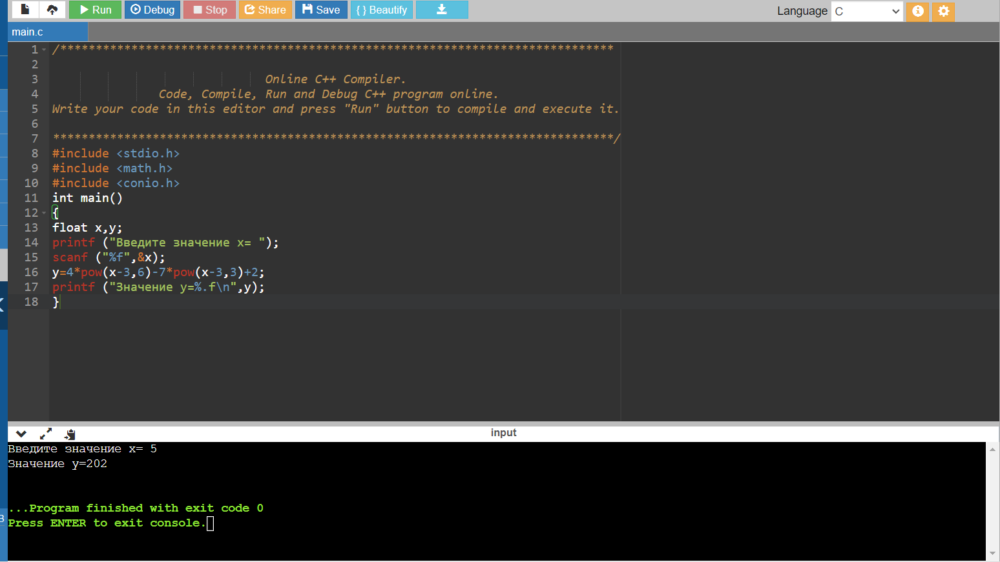 Run Debug Stop Share Save { } Beautify Language C
main.c
1 /******************************************************************************
2
3 Online C++ Compiler.
4 Code, Compile, Run and Debug C++ program online.
5 Write your code in this editor and press "Run" button to compile and execute it.
6
7 *******************************************************************************/
8 #include <stdio.h>
9 #include <math.h>
10 #include <conio.h>
11 int main()
12 {
13 float x,y;
14 printf ("Введите значение x= ");
15 scanf ("%f",&x);
16 y=4*pow(x-3,6)-7*pow(x-3,3)+2;
17 printf ("Значение y=%.f\n",y);
18 }
input
Введите значение x= 5
Значение y=202
...Program finished with exit code 0
Press ENTER to exit console.